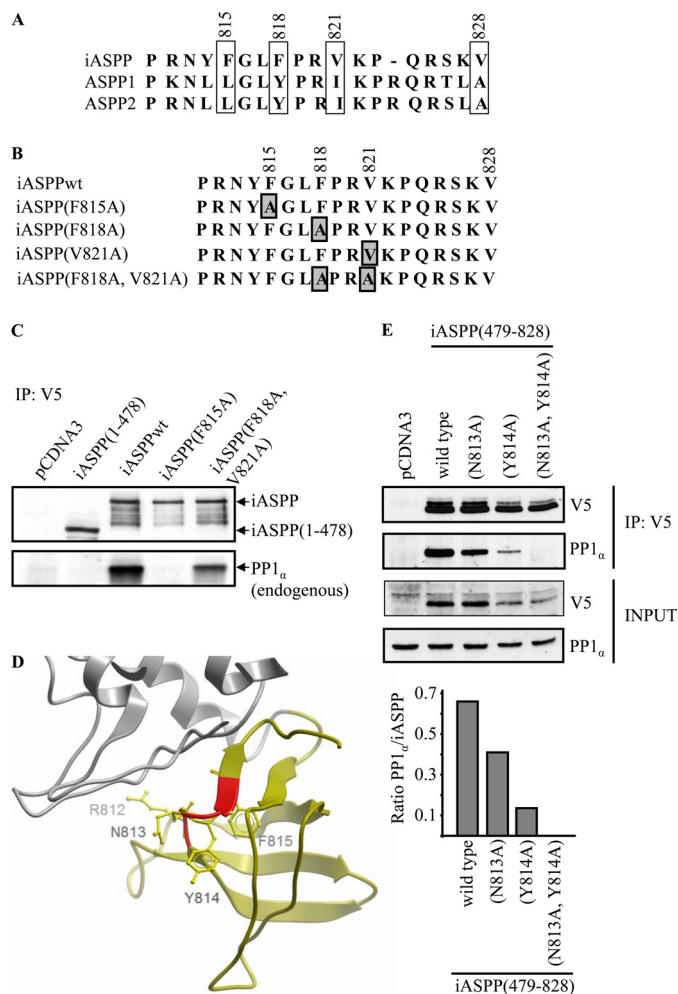 A
815 818 821 828
iASPP P R N Y F G L F P R V K P - Q R S K V
ASPP1 P K N L L G L Y P R I K P R Q R T L A
ASPP2 P R N L L G L Y P R I K P R Q R S L A
B
815 818 821 828
iASPPwt P R N Y F G L F P R V K P Q R S K V
iASPP(F815A) P R N Y A G L F P R V K P Q R S K V
iASPP(F818A) P R N Y F G L A P R V K P Q R S K V
iASPP(V821A) P R N Y F G L F P R V K P Q R S K V
iASPP(F818A, V821A) P R N Y F G L A P R A K P Q R S K V
C
IP: V5
pCDNA3
iASPP(1-478)
iASPPwt
iASPP(F815A)
iASPP(F818A,
V821A)
iASPP
iASPP(1-478)
PP1α
(endogenous)
D
R812
N813
F815
Y814
E
iASPP(479-828)
pCDNA3
wild type
(N813A)
(Y814A)
(N813A, Y814A)
V5
PP1α
IP: V5
V5
PP1α
INPUT
Ratio PP1α/iASPP
0.7
0.5
0.3
0.1
wild type
(N813A)
(Y814A)
(N813A, Y814A)
iASPP(479-828)